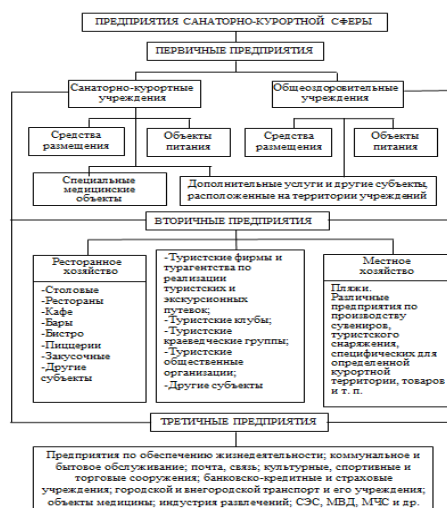 ПРЕДПРИЯТИЯ САНАТОРНО-КУРОРТНОЙ СФЕРЫ
ПЕРВИЧНЫЕ ПРЕДПРИЯТИЯ
Санаторно-курортные
учреждения
Общеоздоровительные
учреждения
Средства
размещения
Объекты
питания
Средства
размещения
Объекты
питания
Специальные
медицинские
объекты
Дополнительные услуги и другие субъекты,
расположенные на территории учреждений
ВТОРИЧНЫЕ ПРЕДПРИЯТИЯ
Ресторанное
хозяйство
-Столовые
-Рестораны
-Кафе
-Бары
-Бистро
-Пиццерии
-Закусочные
-Другие
субъекты
-Туристские фирмы и
турагентства по
реализации
туристских и
экскурсионных
путевок;
-Туристские клубы;
-Туристские
краеведческие группы;
-Туристские
общественные
организации;
-Другие субъекты
Местное
хозяйство
Пляжи.
Различные
предприятия по
производству
сувениров,
туристского
снаряжения,
специфических для
определенной
курортной
территории, товаров
и т. п.
ТРЕТИЧНЫЕ ПРЕДПРИЯТИЯ
Предприятия по обеспечению жизнедеятельности; коммунальное и
бытовое обслуживание; почта, связь; культурные, спортивные и
торговые сооружения; банковско-кредитные и страховые
учреждения; городской и внегородской транспорт и его учреждения;
объекты медицины; индустрия развлечений; СЭС, МВД, МЧС и др.